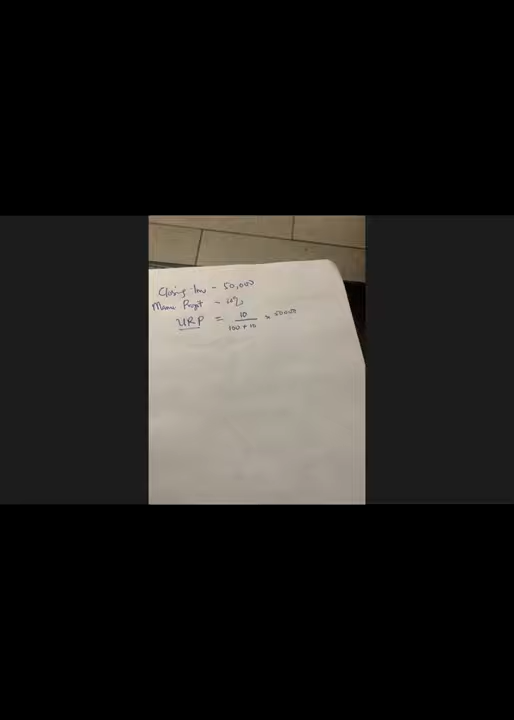 Closing Inv - 50,000
Manu Profit - 10%
URP = 10 / 100 + 10 × 50000